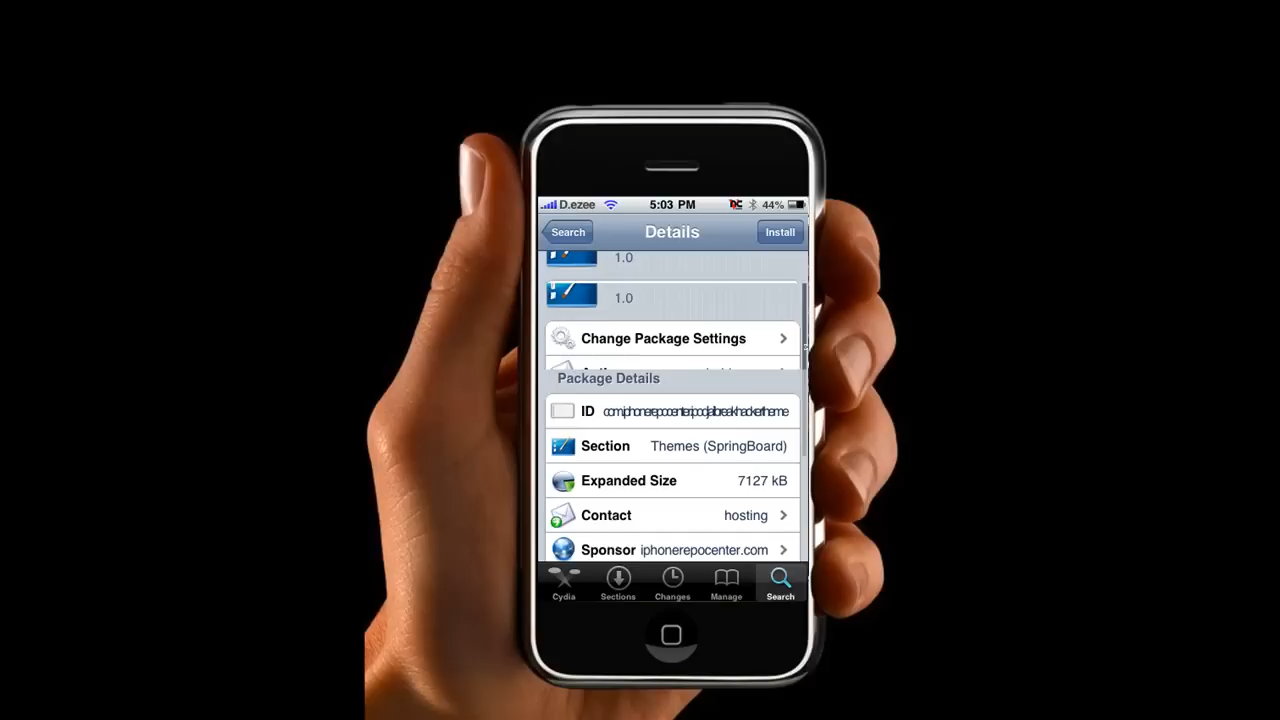 D.ezee 5:03 PM 44%
Search Details Install
1.0
1.0
Change Package Settings
Package Details
ID
Section Themes (SpringBoard)
Expanded Size 7127 kB
Contact hosting
Sponsor iphonerepocenter.com
Cydia Sections Changes Manage Search